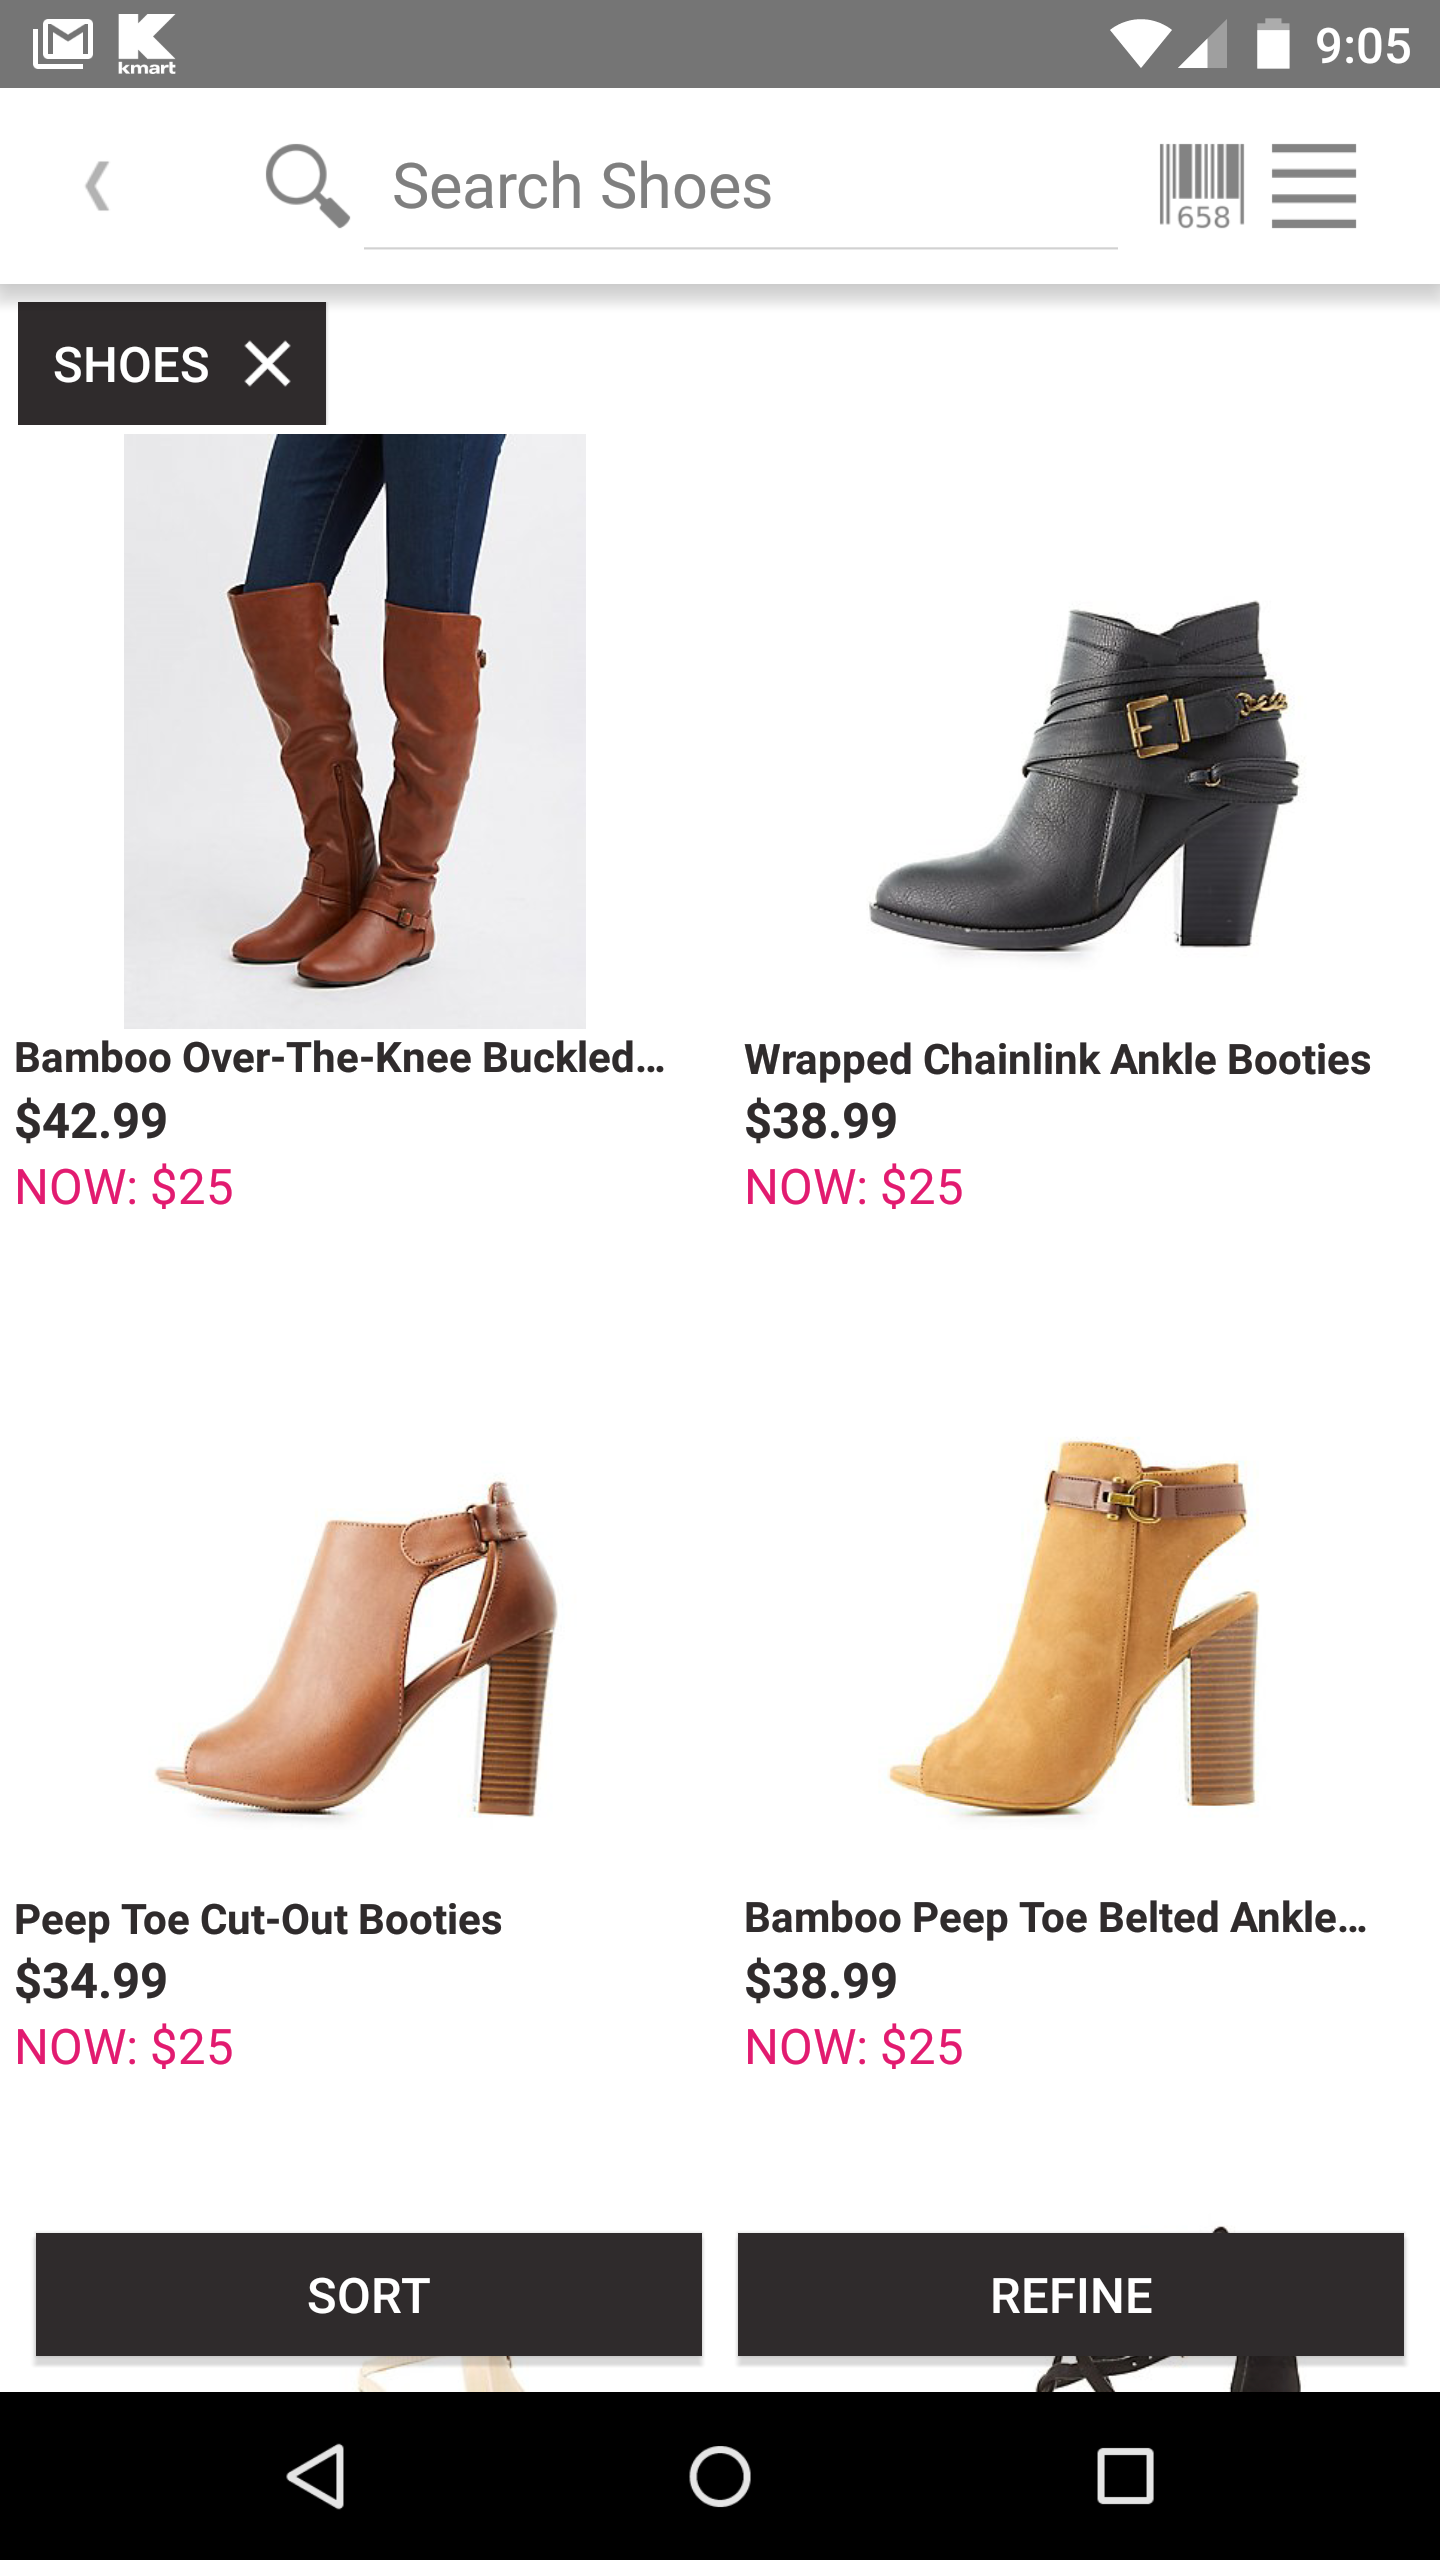 kmart
9:05
Search Shoes
658
SHOES
Bamboo Over-The-Knee Buckled...
$42.99
NOW: $25
Wrapped Chainlink Ankle Booties
$38.99
NOW: $25
Peep Toe Cut-Out Booties
$34.99
NOW: $25
Bamboo Peep Toe Belted Ankle...
$38.99
NOW: $25
SORT
REFINE